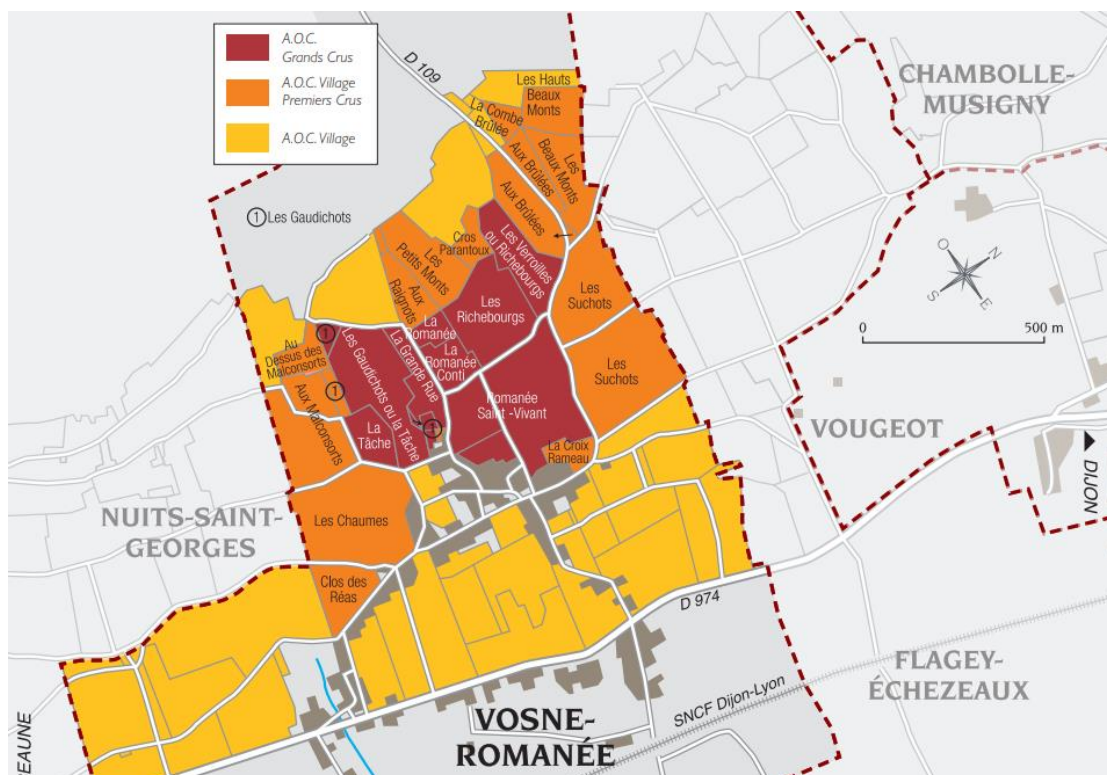 A.O.C.
Grands Crus
A.O.C. Village
Premiers Crus
A.O.C. Village
D 109
Les Hauts
Beaux
Monts
La Combe
Brûlée
Les
Beaux Monts
Aux Brûlées
Aux Brûlées
CHAMBOLLE-
MUSIGNY
1 Les Gaudichots
Cros
Parantoux
Les Verroilles
ou Richebourgs
Les
Petits Monts
Aux
Raignots
O
N
S
E
Les
Suchots
Les
Richebourgs
La
Romanée
La
Romanée
Conti
0
500 m
1
Au
Dessus des
Malconsorts
Les Gaudichots ou la Tâche
La Grande Rue
Les
Suchots
1
Aux Malconsorts
Romanée
Saint -Vivant
La
Tâche
1
La Croix
Rameau
VOUGEOT
DIJON
NUITS-SAINT-
GEORGES
Les Chaumes
Clos des
Réas
D 974
FLAGEY-
ÉCHEZEAUX
SNCF Dijon-Lyon
VOSNE-
ROMANÉE
EAUNE